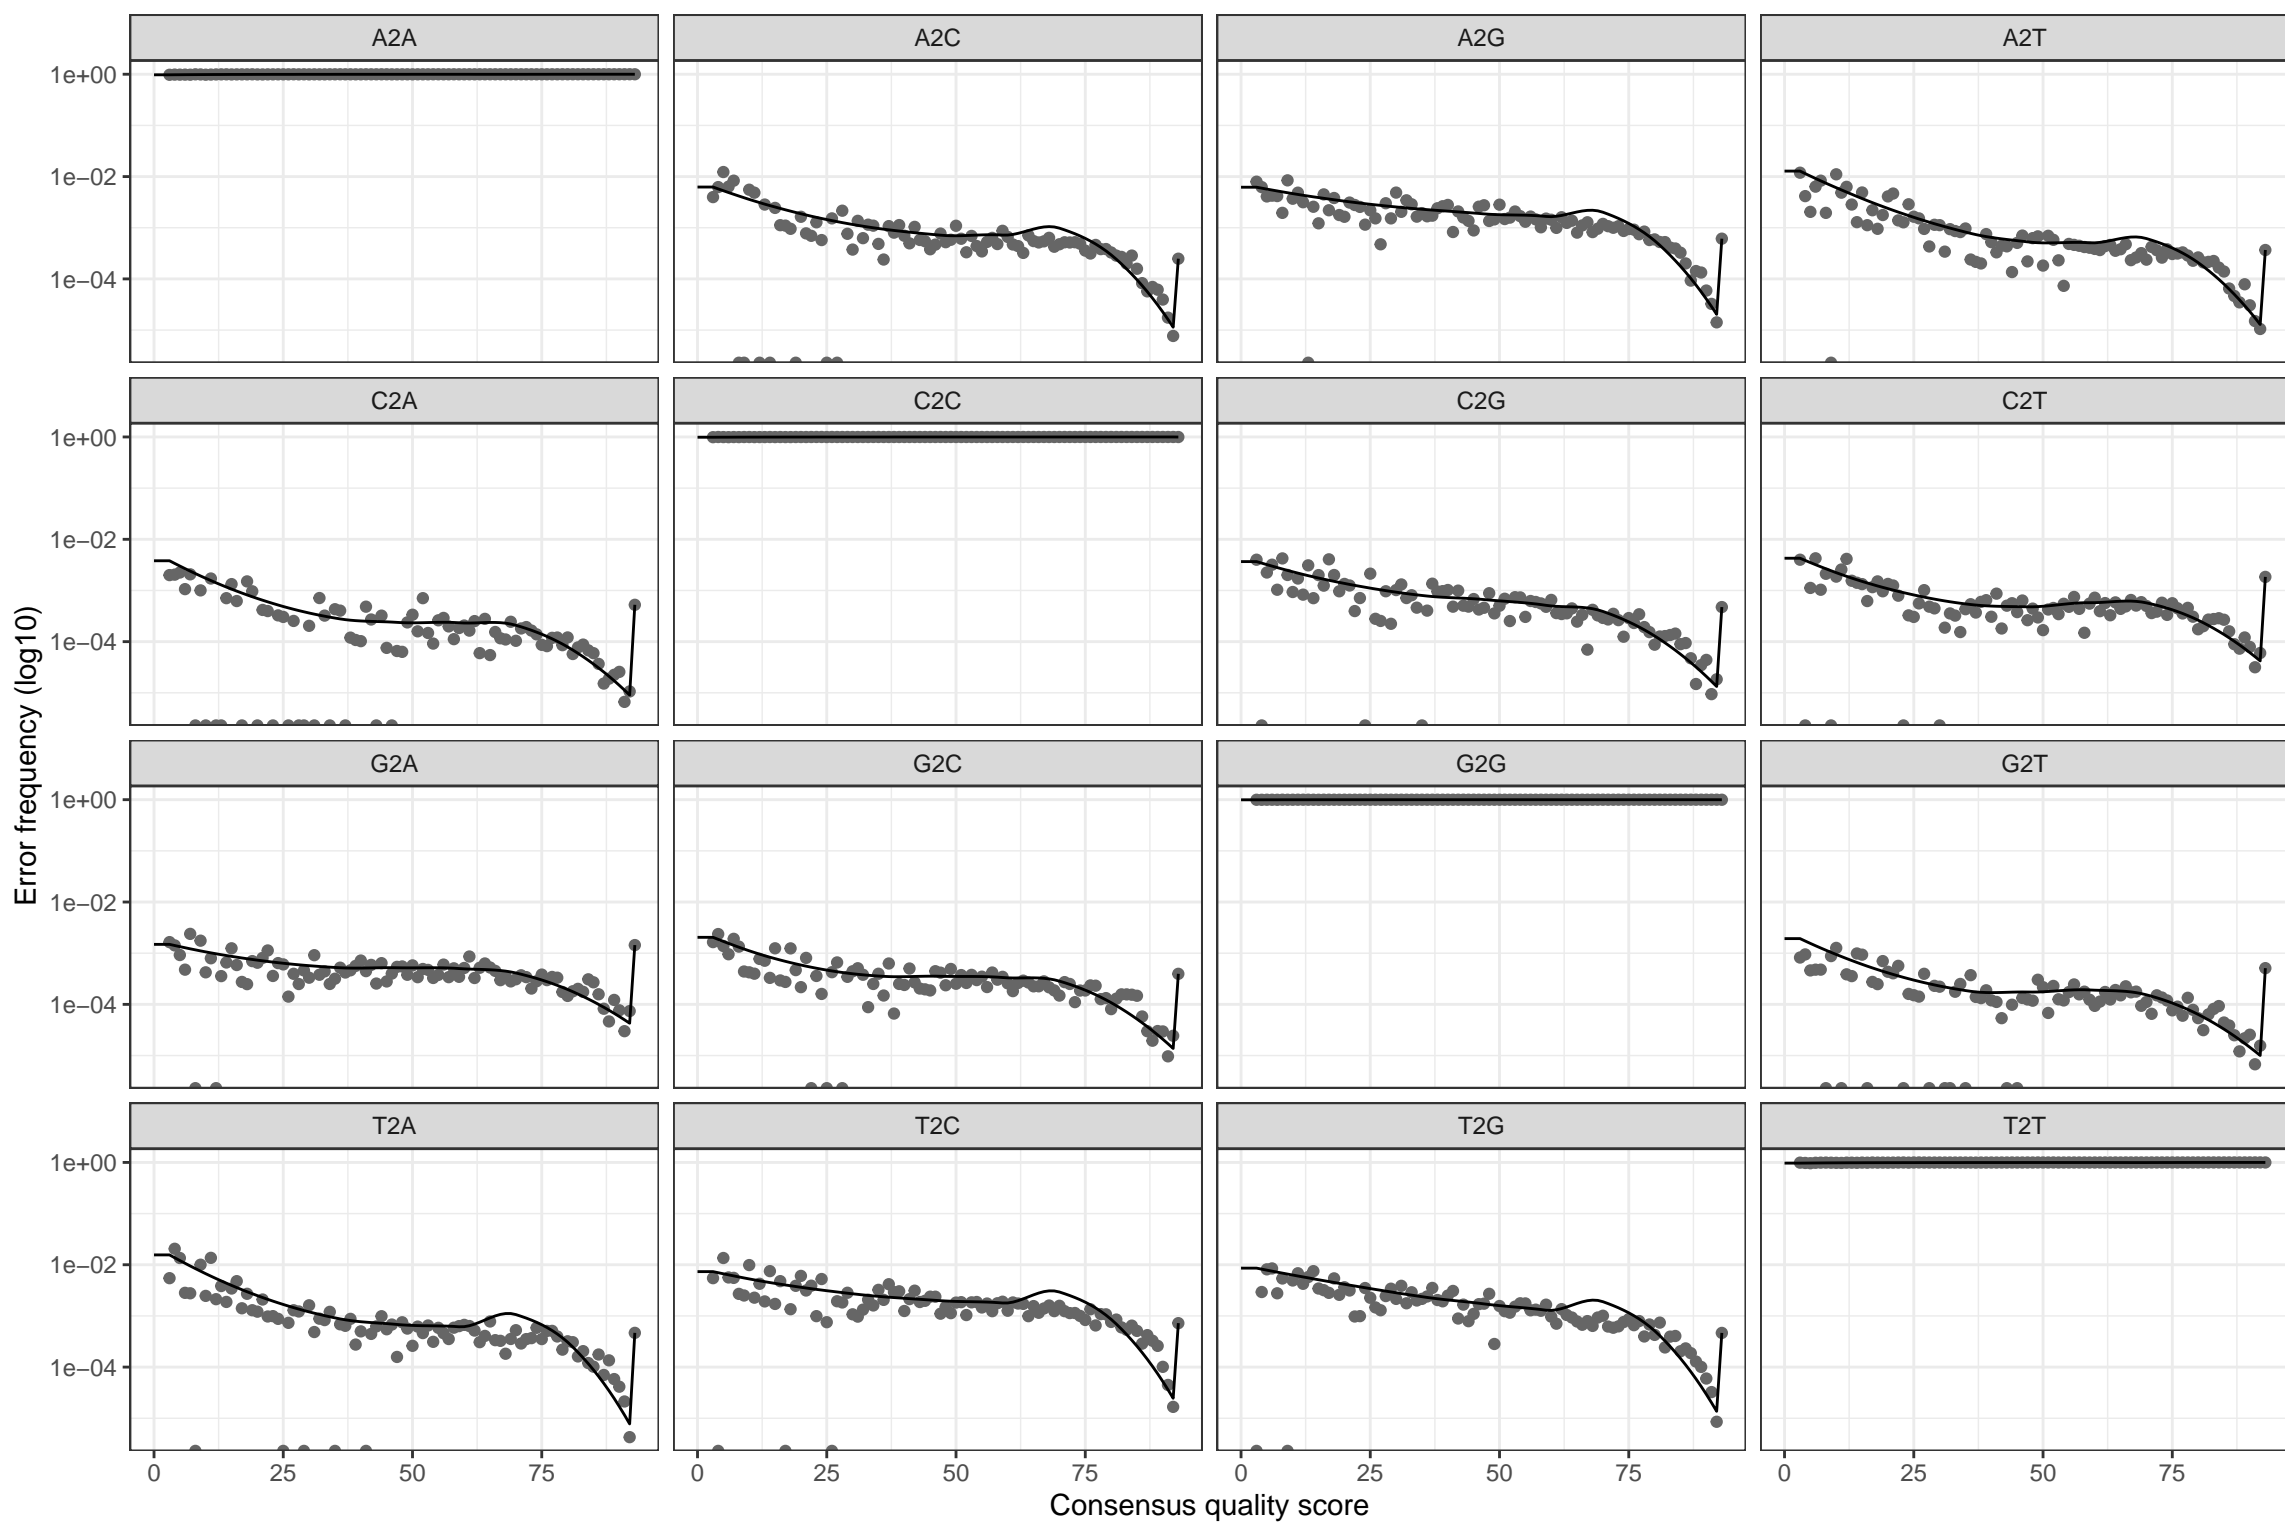 A2A A2C A2G A2T
1e+00
1e−02
1e−04
C2A C2C C2G C2T
1e+00
1e−02
1e−04
G2A G2C G2G G2T
1e+00
1e−02
1e−04
T2A T2C T2G T2T
1e+00
1e−02
1e−04
0 25 50 75 0 25 50 75 0 25 50 75 0 25 50 75
Consensus quality score
Error frequency (log10)